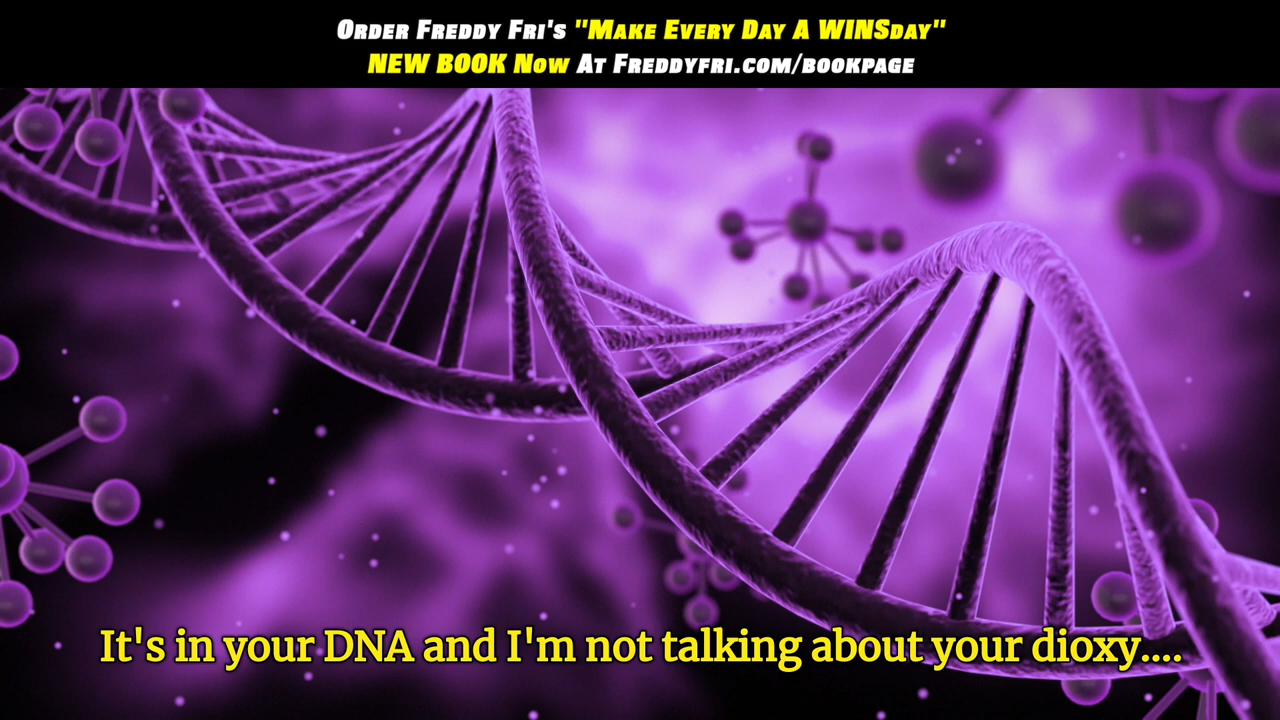 Order Freddy Fri's "Make Every Day A WINSday"
NEW BOOK Now At Freddyfri.com/bookpage
It's in your DNA and I'm not talking about your dioxy....